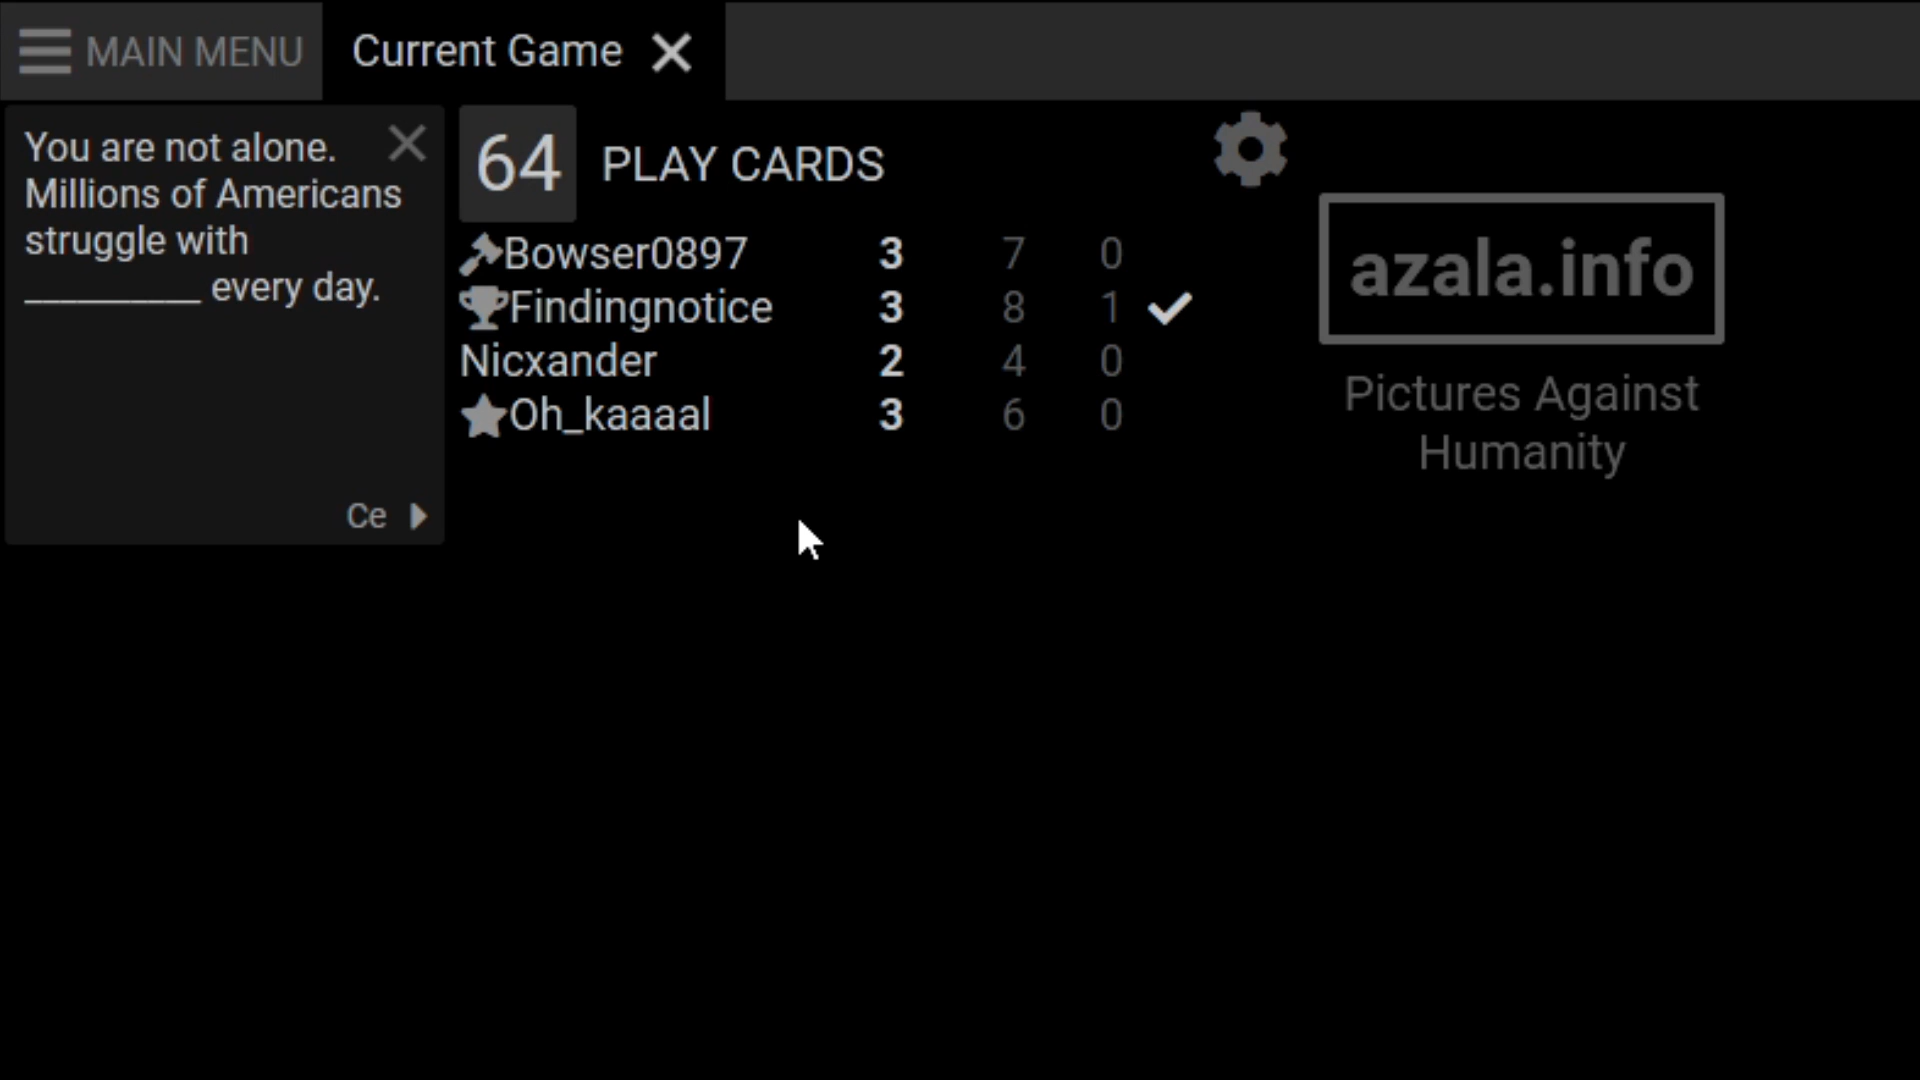 MAIN MENU
Current Game
You are not alone.
Millions of Americans
struggle with
__________ every day.
Ce
64 PLAY CARDS
Bowser0897 3 7 0
Findingnotice 3 8 1
Nicxander 2 4 0
Oh_kaaaal 3 6 0
azala.info
Pictures Against
Humanity